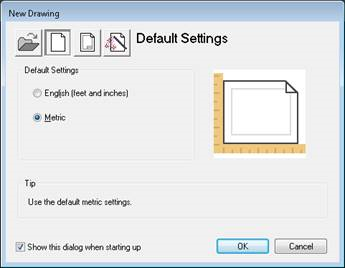 New Drawing
Default Settings
Default Settings
English (feet and inches)
Metric
Tip
Use the default metric settings.
Show this dialog when starting up
OK
Cancel